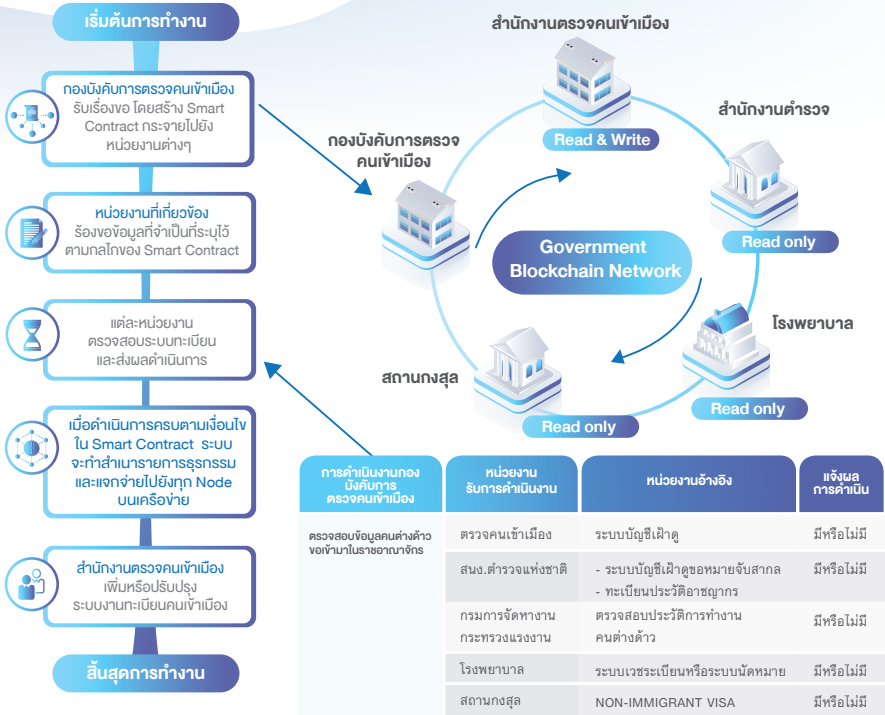 เริ่มต้นการทำงาน
กองบังคับการตรวจคนเข้าเมือง
รับเรื่องขอ โดยสร้าง Smart
Contract กระจายไปยัง
หน่วยงานต่างๆ
หน่วยงานที่เกี่ยวข้อง
ร้องขอข้อมูลที่จำเป็นที่ระบุไว้
ตามกลไกของ Smart Contract
แต่ละหน่วยงาน
ตรวจสอบระบบทะเบียน
และส่งผลดำเนินการ
เมื่อดำเนินการครบตามเงื่อนไข
ใน Smart Contract ระบบ
จะทำสำเนารายการธุรกรรม
และแจกจ่ายไปยังทุก Node
บนเครือข่าย
สำนักงานตรวจคนเข้าเมือง
เพิ่มหรือปรับปรุง
ระบบงานทะเบียนคนเข้าเมือง
สิ้นสุดการทำงาน
สำนักงานตรวจคนเข้าเมือง
Read & Write
สำนักงานตำรวจ
Read only
กองบังคับการตรวจ
คนเข้าเมือง
Government
Blockchain Network
โรงพยาบาล
Read only
สถานกงสุล
Read only
การดำเนินงานกอง
บังคับการ
ตรวจคนเข้าเมือง
หน่วยงาน
รับการดำเนินงาน
หน่วยงานอ้างอิง
แจ้งผล
การดำเนิน
ตรวจสอบข้อมูลคนต่างด้าว
ขอเข้ามาในราชอาณาจักร
ตรวจคนเข้าเมือง ระบบบัญชีเฝ้าดู มีหรือไม่มี
สนง.ตำรวจแห่งชาติ - ระบบบัญชีเฝ้าดูขอหมายจับสากล มีหรือไม่มี
- ทะเบียนประวัติอาชญากร
กรมการจัดหางาน ตรวจสอบประวัติการทำงาน มีหรือไม่มี
กระทรวงแรงงาน คนต่างด้าว
โรงพยาบาล ระบบเวชระเบียนหรือระบบนัดหมาย มีหรือไม่มี
สถานกงสุล NON-IMMIGRANT VISA มีหรือไม่มี